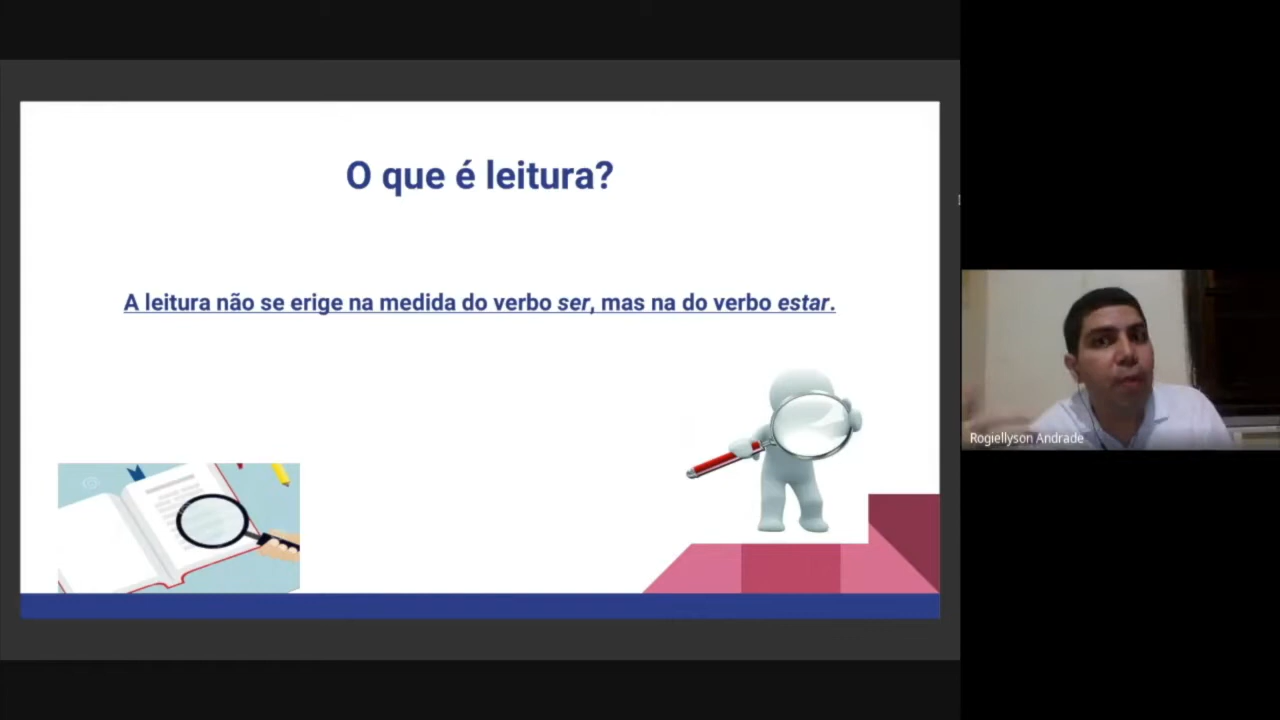 O que é leitura?
A leitura não se erige na medida do verbo ser, mas na do verbo estar.
Rogiellyson Andrade